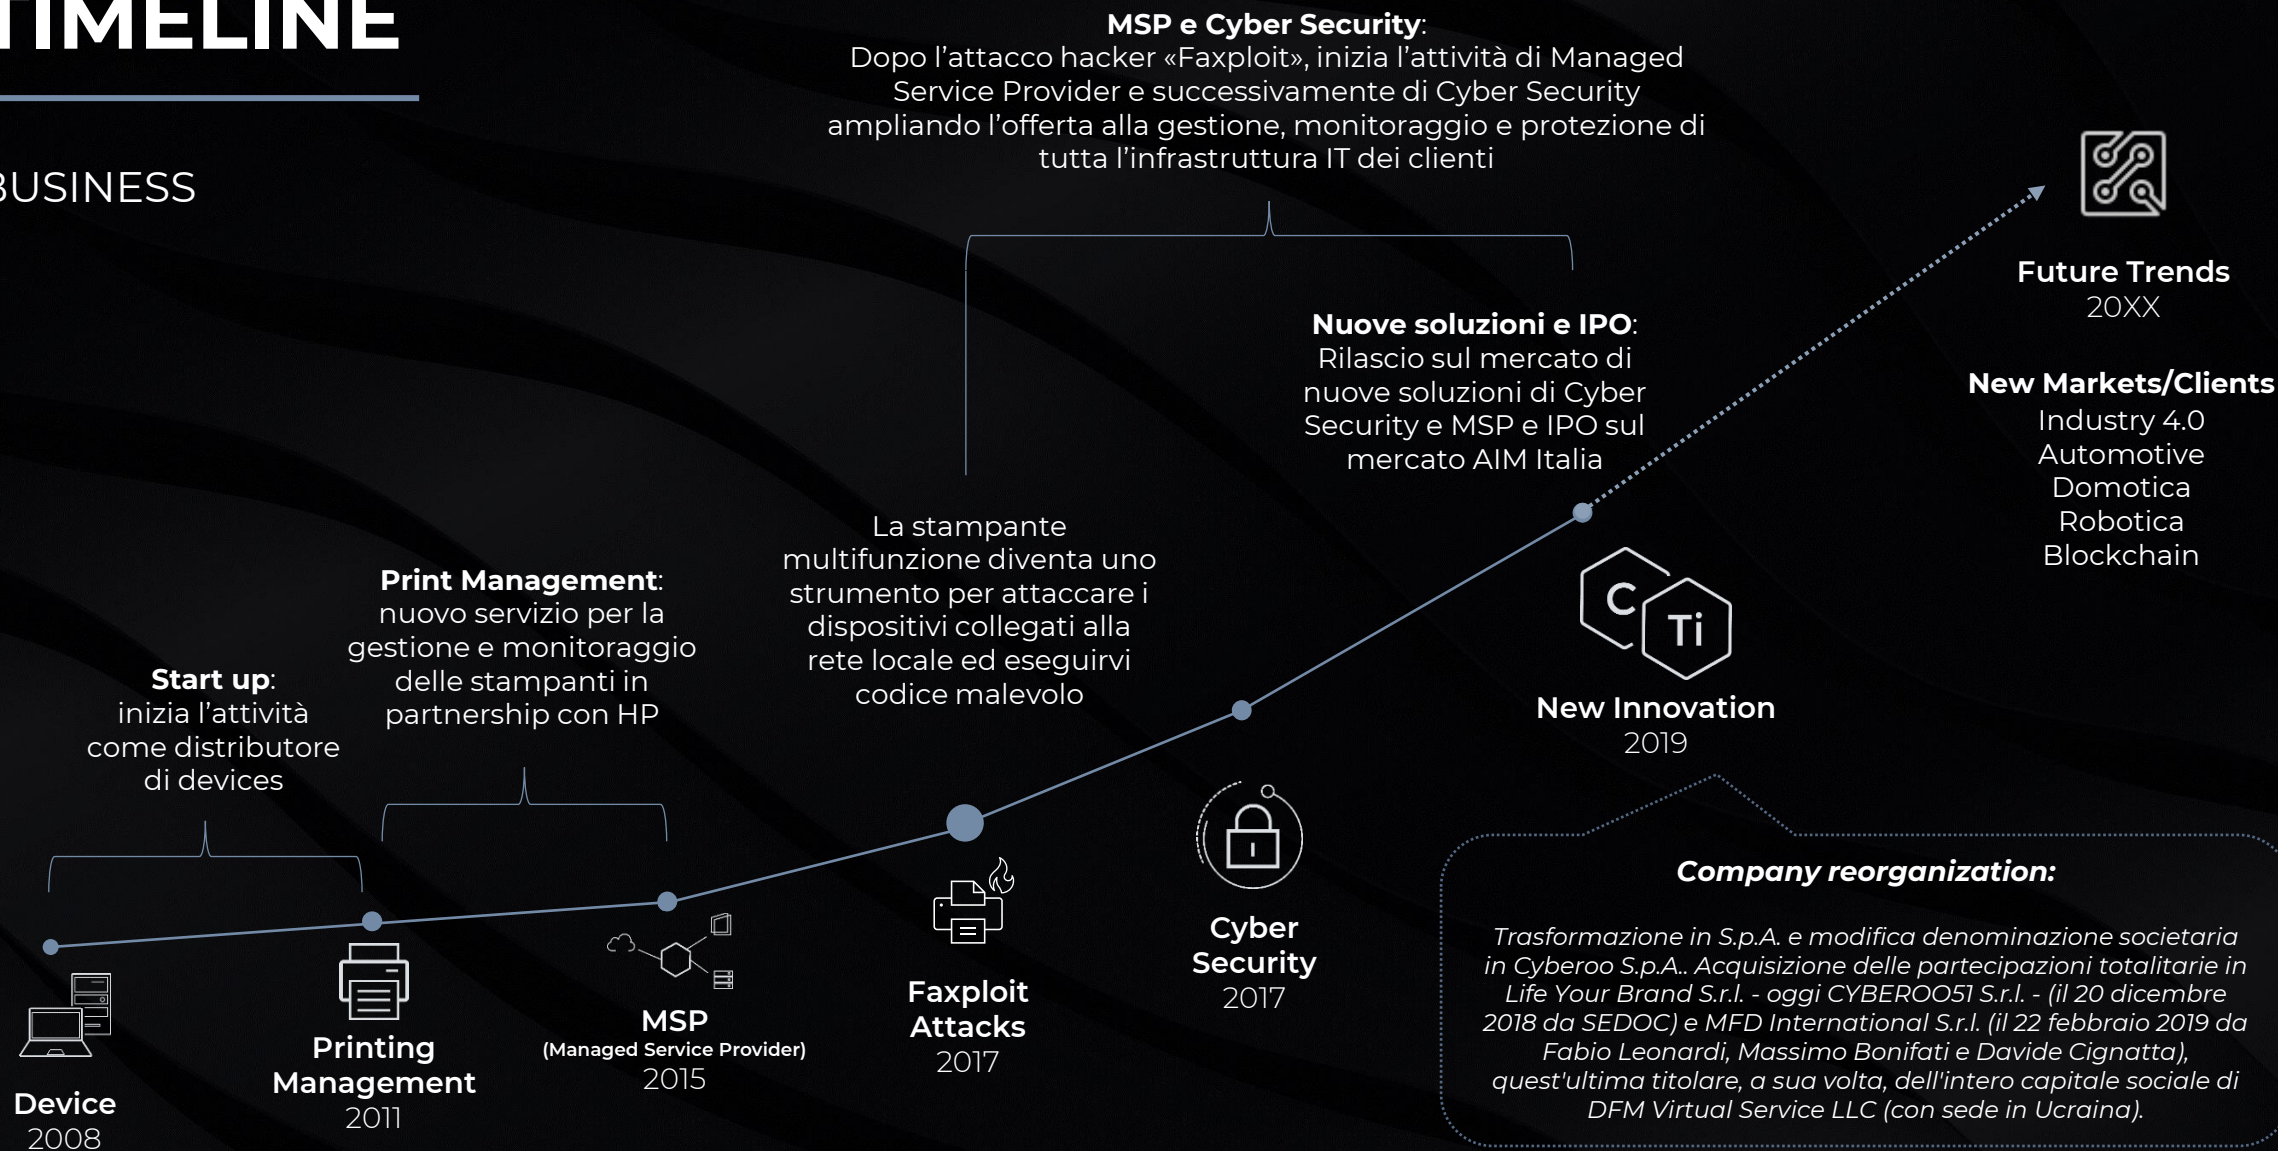 TIMELINE
BUSINESS
MSP e Cyber Security:
Dopo l'attacco hacker «Faxploit», inizia l'attività di Managed
Service Provider e successivamente di Cyber Security
ampliando l'offerta alla gestione, monitoraggio e protezione di
tutta l'infrastruttura IT dei clienti
Start up:
inizia l'attività
come distributore
di devices
Print Management:
nuovo servizio per la
gestione e monitoraggio
delle stampanti in
partnership con HP
La stampante
multifunzione diventa uno
strumento per attaccare i
dispositivi collegati alla
rete locale ed eseguirvi
codice malevolo
Nuove soluzioni e IPO:
Rilascio sul mercato di
nuove soluzioni di Cyber
Security e MSP e IPO sul
mercato AIM Italia
Future Trends
20XX
New Markets/Clients
Industry 4.0
Automotive
Domotica
Robotica
Blockchain
Device
2008
Printing
Management
2011
MSP
(Managed Service Provider)
2015
Faxploit
Attacks
2017
Cyber
Security
2017
C
Ti
New Innovation
2019
Company reorganization:
Trasformazione in S.p.A. e modifica denominazione societaria
in Cyberoo S.p.A.. Acquisizione delle partecipazioni totalitarie in
Life Your Brand S.r.l. - oggi CYBEROO51 S.r.l. - (il 20 dicembre
2018 da SEDOC) e MFD International S.r.l. (il 22 febbraio 2019 da
Fabio Leonardi, Massimo Bonifati e Davide Cignatta),
quest'ultima titolare, a sua volta, dell'intero capitale sociale di
DFM Virtual Service LLC (con sede in Ucraina).